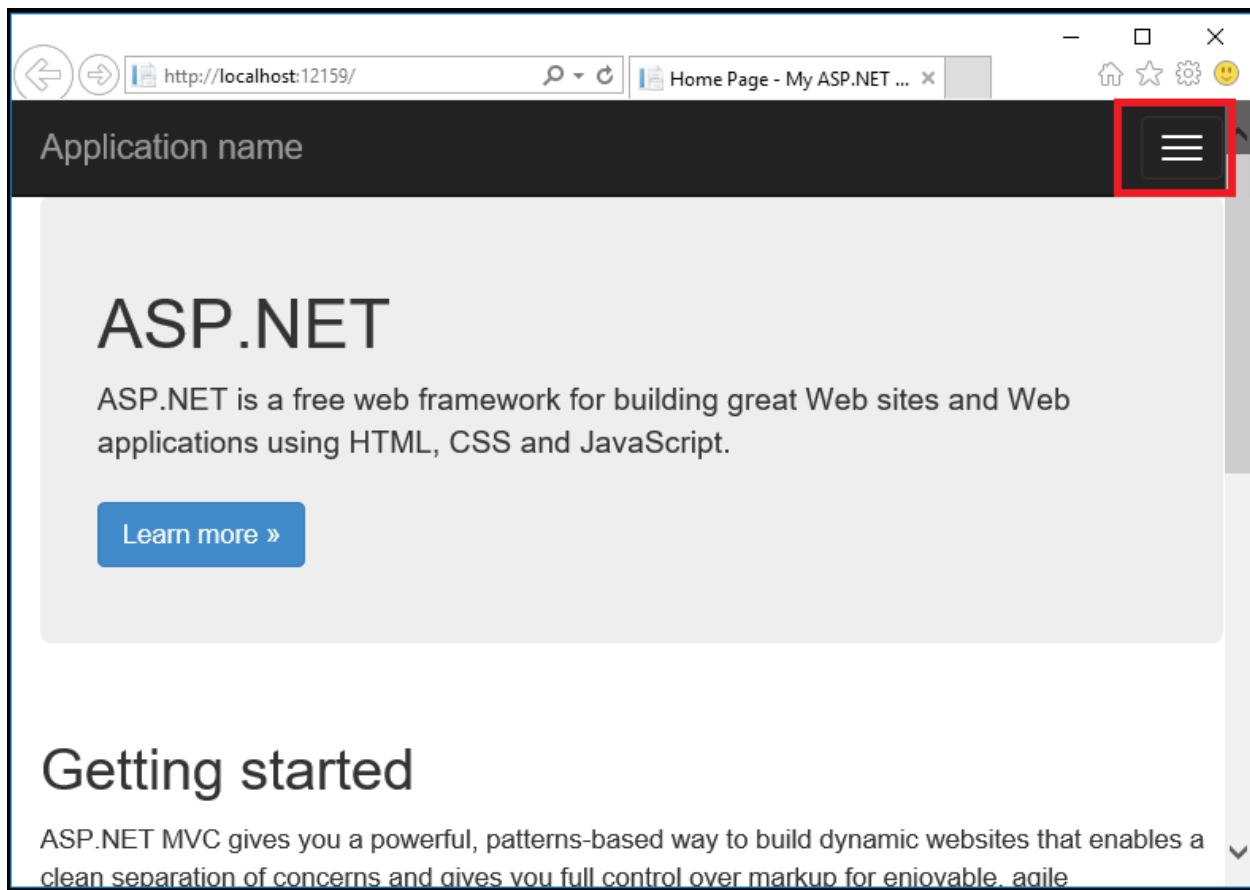 http://localhost:12159/
Home Page - My ASP.NET ...
Application name
ASP.NET
ASP.NET is a free web framework for building great Web sites and Web
applications using HTML, CSS and JavaScript.
Learn more »
Getting started
ASP.NET MVC gives you a powerful, patterns-based way to build dynamic websites that enables a
clean separation of concerns and gives you full control over markup for enjoyable, agile